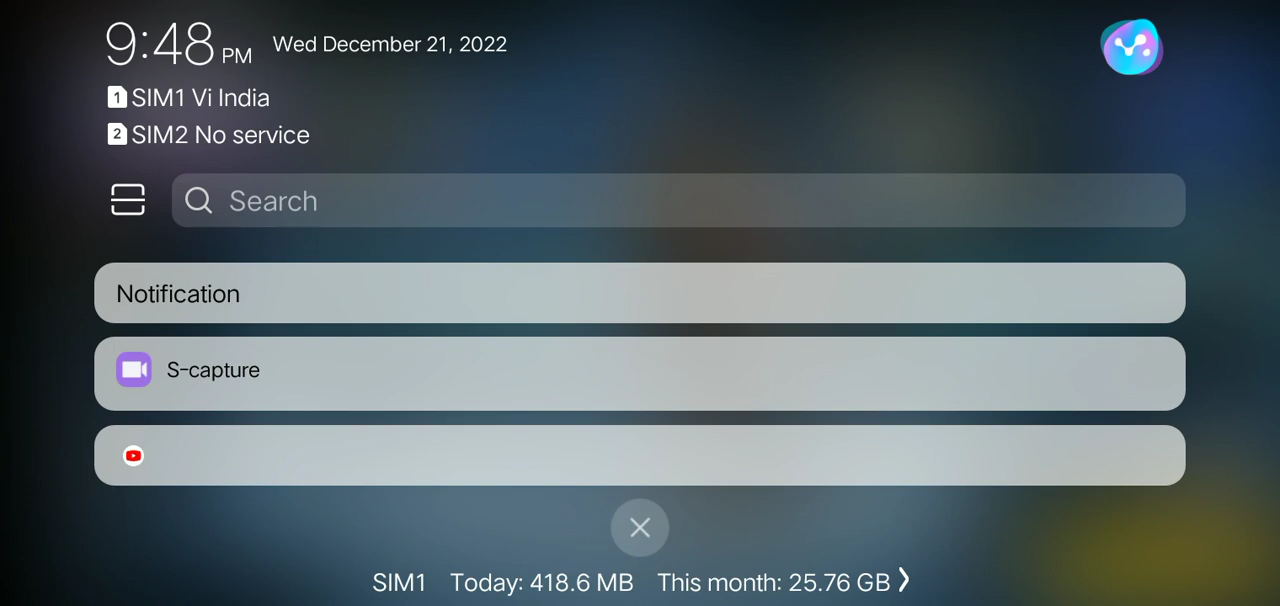 9:48 PM Wed December 21, 2022
1 SIM1 Vi India
2 SIM2 No service
Search
Notification
S-capture
SIM1 Today: 418.6 MB This month: 25.76 GB